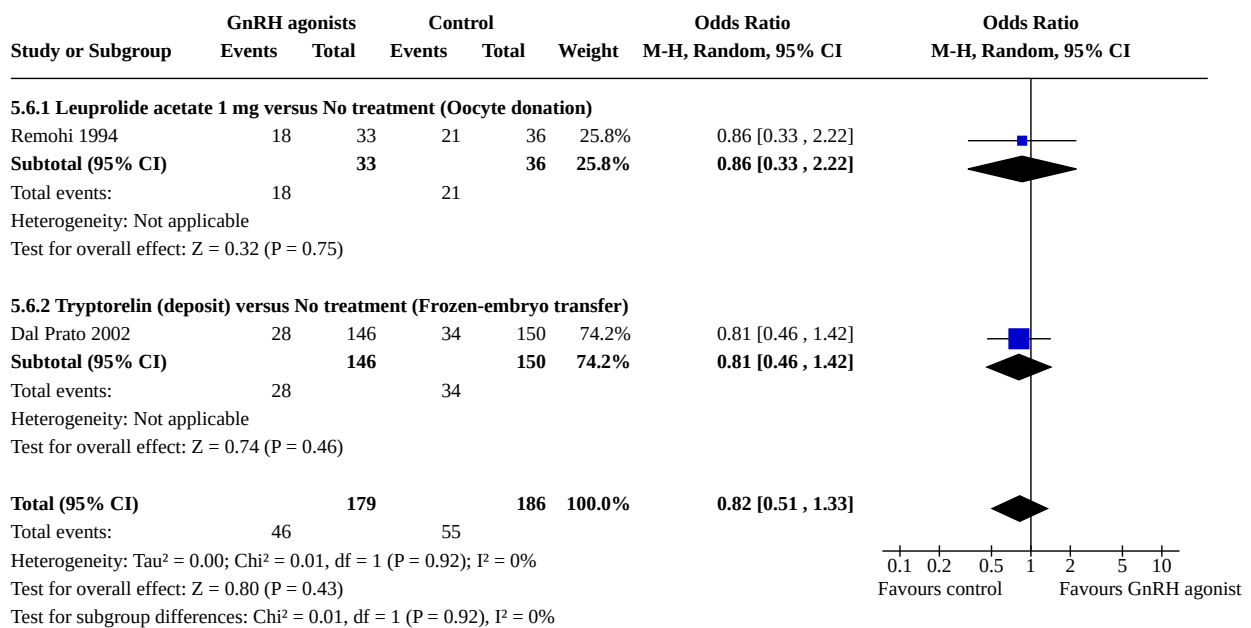 GnRH agonists Control Odds Ratio Odds Ratio
Study or Subgroup Events Total Events Total Weight M-H, Random, 95% CI M-H, Random, 95% CI
5.6.1 Leuprolide acetate 1 mg versus No treatment (Oocyte donation)
Remohi 1994 18 33 21 36 25.8% 0.86 [0.33 , 2.22]
Subtotal (95% CI) 33 36 25.8% 0.86 [0.33 , 2.22]
Total events: 18 21
Heterogeneity: Not applicable
Test for overall effect: Z = 0.32 (P = 0.75)
5.6.2 Tryptorelin (deposit) versus No treatment (Frozen-embryo transfer)
Dal Prato 2002 28 146 34 150 74.2% 0.81 [0.46 , 1.42]
Subtotal (95% CI) 146 150 74.2% 0.81 [0.46 , 1.42]
Total events: 28 34
Heterogeneity: Not applicable
Test for overall effect: Z = 0.74 (P = 0.46)
Total (95% CI) 179 186 100.0% 0.82 [0.51 , 1.33]
Total events: 46 55
Heterogeneity: Tau² = 0.00; Chi² = 0.01, df = 1 (P = 0.92); I² = 0%
0.1 0.2 0.5 1 2 5 10
Test for overall effect: Z = 0.80 (P = 0.43)
Favours control Favours GnRH agonist
Test for subgroup differences: Chi² = 0.01, df = 1 (P = 0.92), I² = 0%